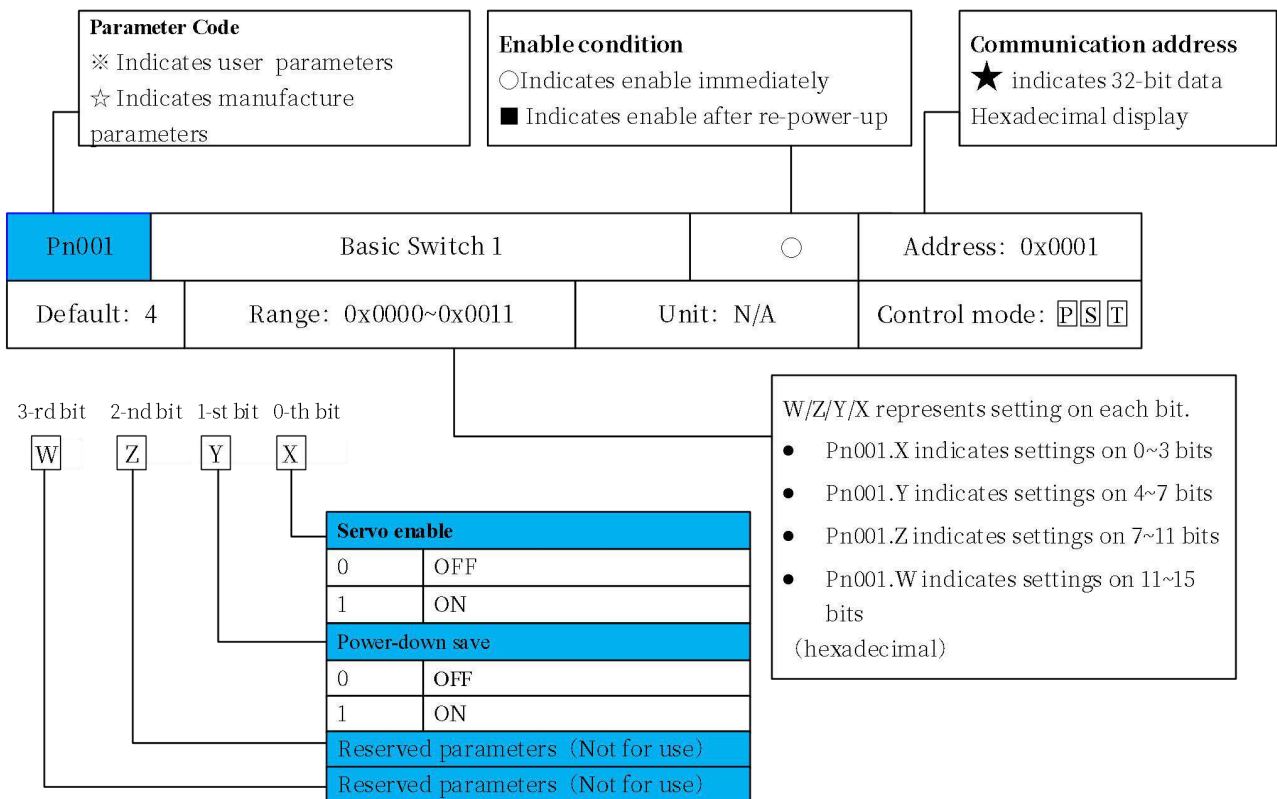 Parameter Code
※ Indicates user parameters
☆ Indicates manufacture
parameters
Enable condition
○Indicates enable immediately
■ Indicates enable after re-power-up
Communication address
★ indicates 32-bit data
Hexadecimal display
Pn001
Basic Switch 1
○
Address: 0x0001
Default: 4
Range: 0x0000~0x0011
Unit: N/A
Control mode: P S T
3-rd bit 2-nd bit 1-st bit 0-th bit
W Z Y X
Servo enable
0 OFF
1 ON
Power-down save
0 OFF
1 ON
Reserved parameters (Not for use)
Reserved parameters (Not for use)
W/Z/Y/X represents setting on each bit.
● Pn001.X indicates settings on 0~3 bits
● Pn001.Y indicates settings on 4~7 bits
● Pn001.Z indicates settings on 7~11 bits
● Pn001.W indicates settings on 11~15
bits
(hexadecimal)